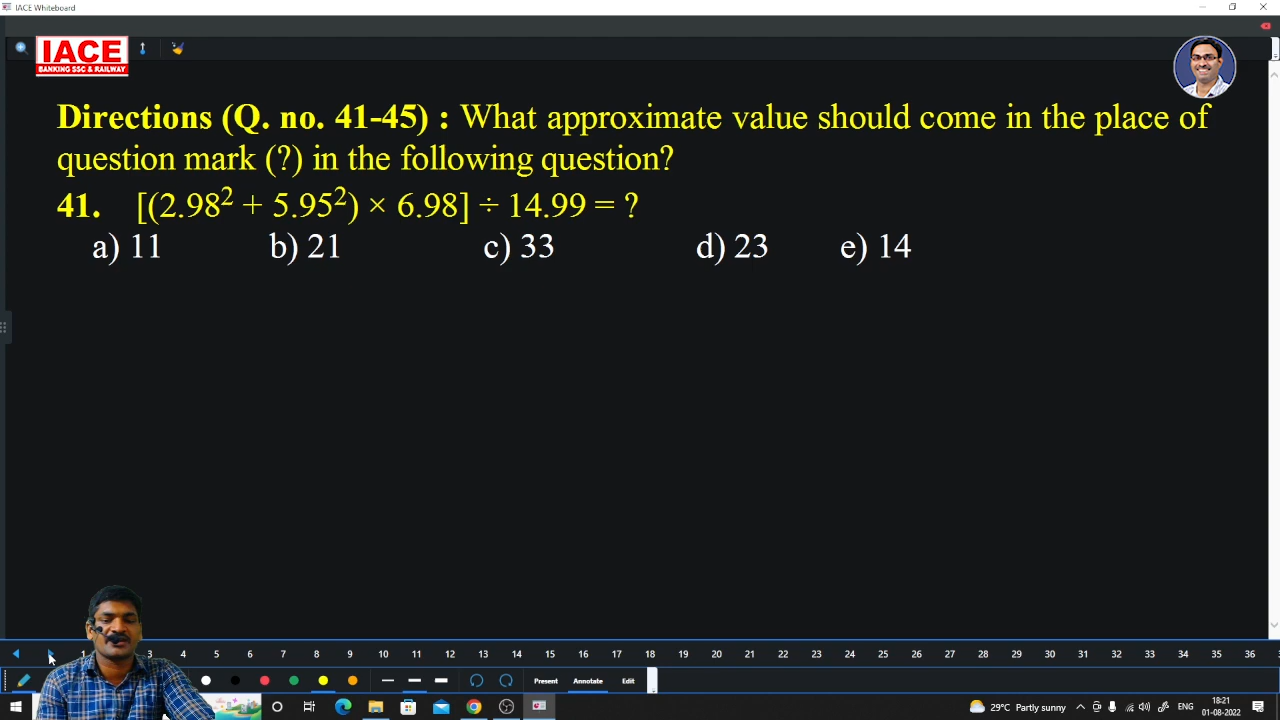 IACE Whiteboard
IACE
BANKING SSC & RAILWAY
Directions (Q. no. 41-45) : What approximate value should come in the place of
question mark (?) in the following question?
41. [(2.98² + 5.95²) × 6.98] ÷ 14.99 = ?
a) 11 b) 21 c) 33 d) 23 e) 14
1 3 4 5 6 7 8 9 10 11 12 13 14 15 16 17 18 19 20 21 22 23 24 25 26 27 28 29 30 31 32 33 34 35 36
Present Annotate Edit
29°C Partly sunny ENG 18:21
01-08-2022